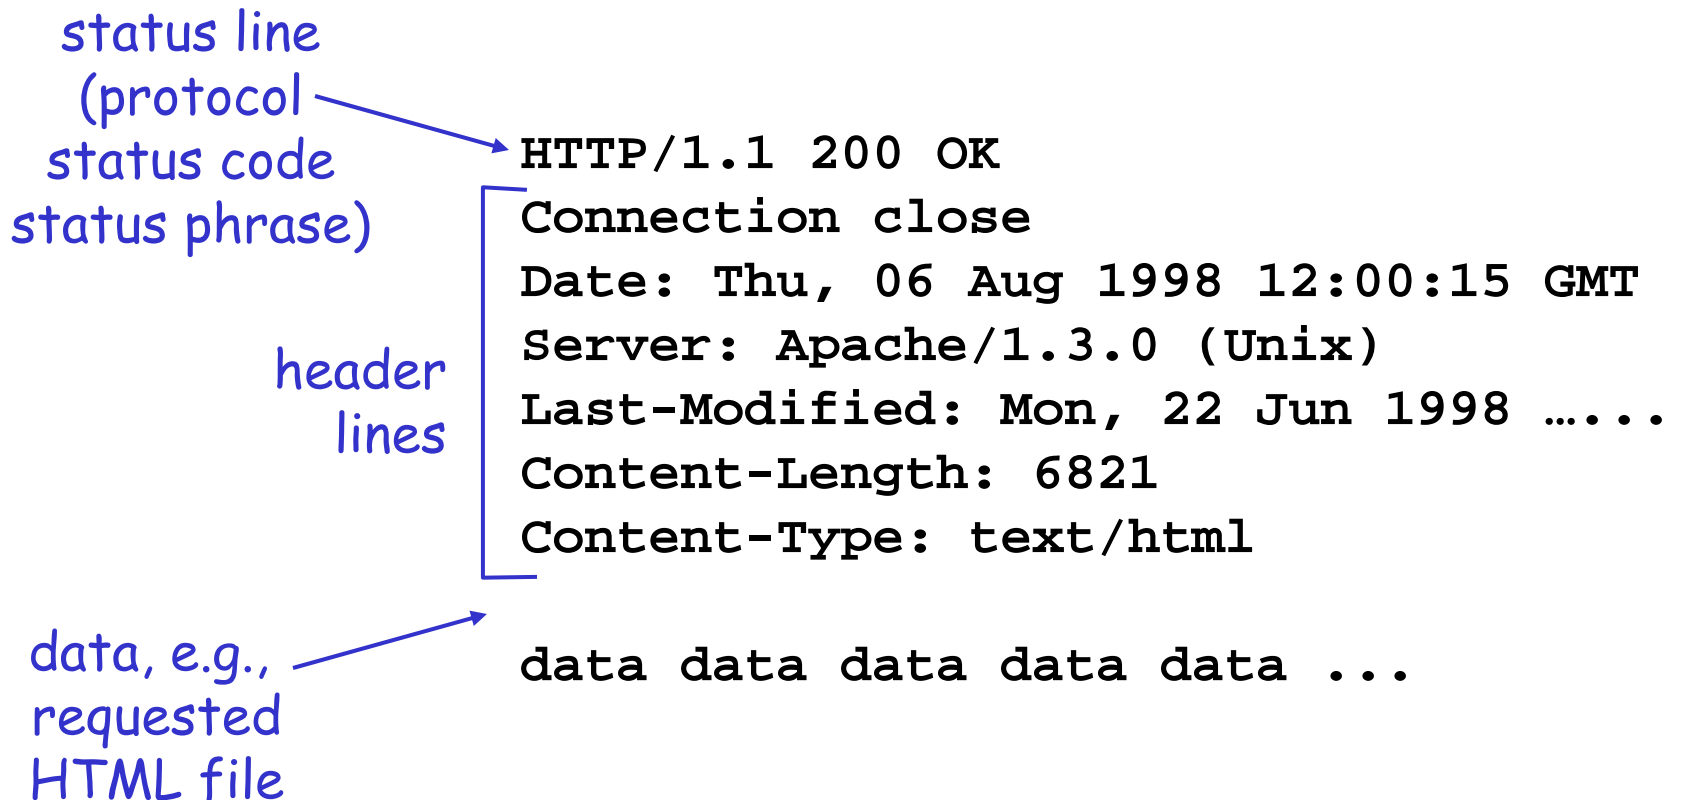 status line
(protocol
status code
status phrase)
HTTP/1.1 200 OK
Connection close
Date: Thu, 06 Aug 1998 12:00:15 GMT
Server: Apache/1.3.0 (Unix)
Last-Modified: Mon, 22 Jun 1998 …...
Content-Length: 6821
Content-Type: text/html
header
lines
data, e.g.,
requested
HTML file
data data data data data ...